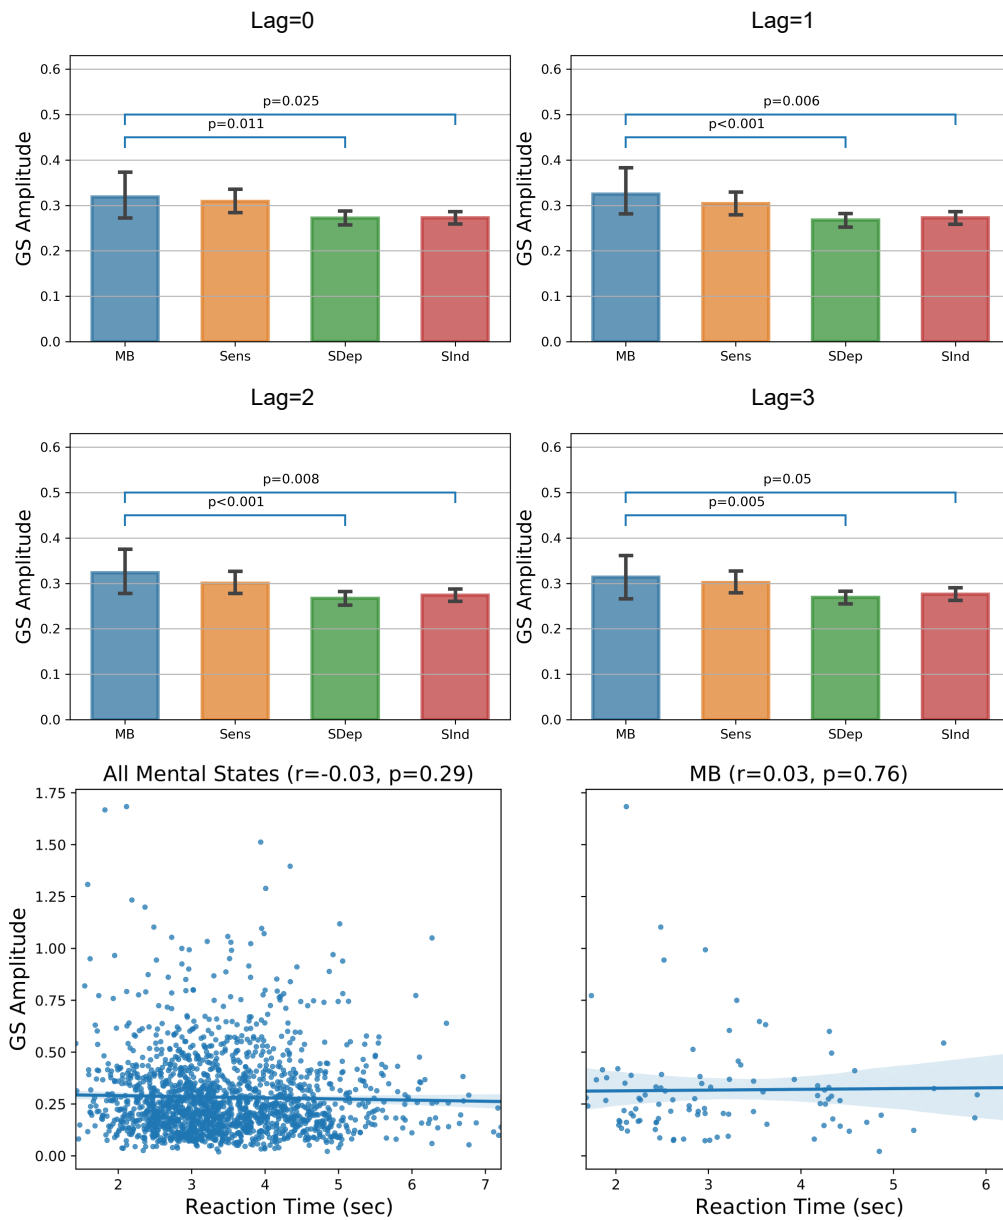 Lag=0
Lag=1
GS Amplitude
0.6
0.5
0.4
0.3
0.2
0.1
0.0
p=0.025
p=0.011
MB Sens SDep SInd
GS Amplitude
0.6
0.5
0.4
0.3
0.2
0.1
0.0
p=0.006
p<0.001
MB Sens SDep SInd
Lag=2
Lag=3
GS Amplitude
0.6
0.5
0.4
0.3
0.2
0.1
0.0
p=0.008
p<0.001
MB Sens SDep SInd
GS Amplitude
0.6
0.5
0.4
0.3
0.2
0.1
0.0
p=0.05
p=0.005
MB Sens SDep SInd
All Mental States (r=-0.03, p=0.29)
GS Amplitude
1.75
1.50
1.25
1.00
0.75
0.50
0.25
0.00
2 3 4 5 6 7
Reaction Time (sec)
MB (r=0.03, p=0.76)
2 3 4 5 6
Reaction Time (sec)